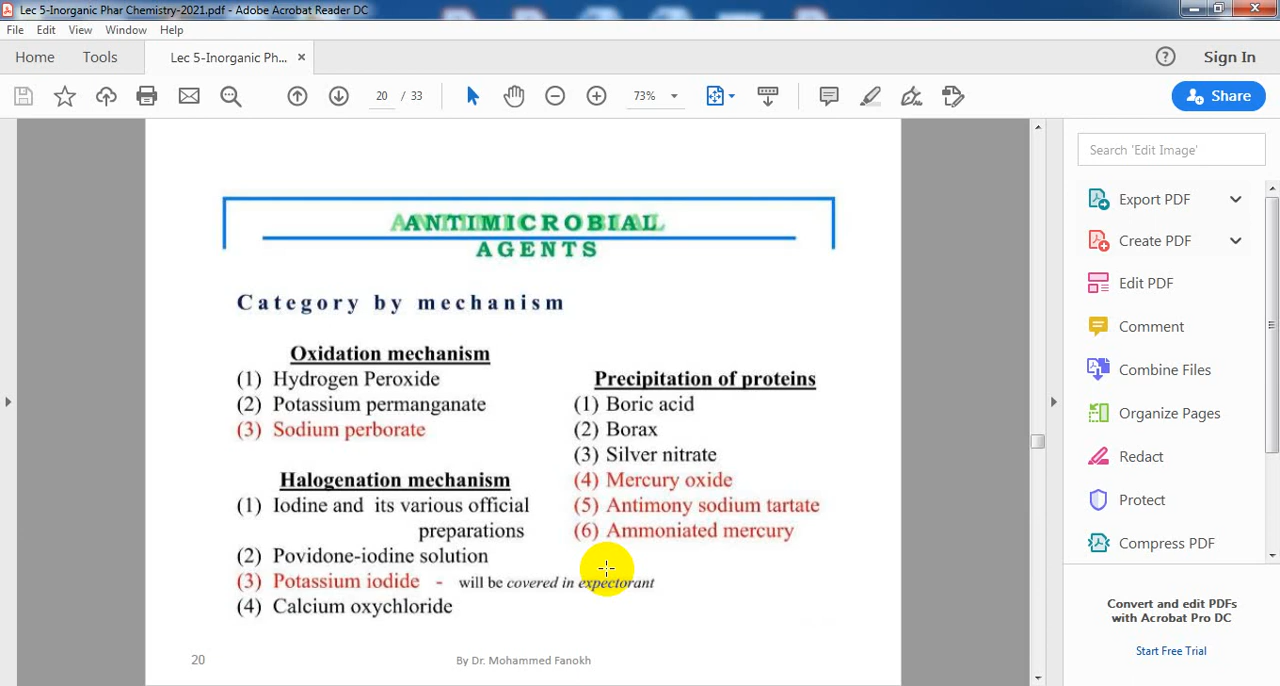 Lec 5-Inorganic Phar Chemistry-2021.pdf - Adobe Acrobat Reader DC
File Edit View Window Help
Home Tools Lec 5-Inorganic Ph... × ? Sign In
20 / 33 73% Share
ANTIMICROBIAL
AGENTS
Category by mechanism
Oxidation mechanism
(1) Hydrogen Peroxide
(2) Potassium permanganate
(3) Sodium perborate
Halogenation mechanism
(1) Iodine and its various official
preparations
(2) Povidone-iodine solution
(3) Potassium iodide - will be covered in expectorant
(4) Calcium oxychloride
Precipitation of proteins
(1) Boric acid
(2) Borax
(3) Silver nitrate
(4) Mercury oxide
(5) Antimony sodium tartate
(6) Ammoniated mercury
20 By Dr. Mohammed Fanokh
Search 'Edit Image'
Export PDF
Create PDF
Edit PDF
Comment
Combine Files
Organize Pages
Redact
Protect
Compress PDF
Convert and edit PDFs
with Acrobat Pro DC
Start Free Trial